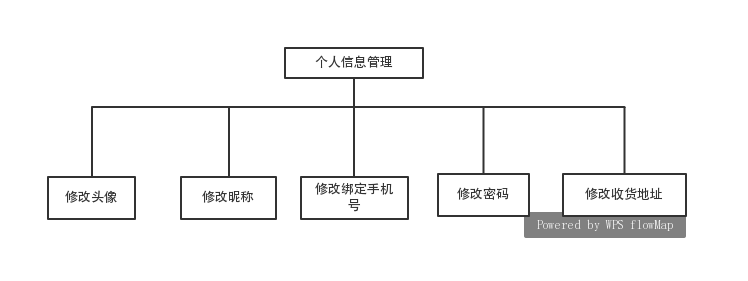 个人信息管理
修改头像
修改昵称
修改绑定手机
号
修改密码
修改收货地址
Powered by WPS flowMap